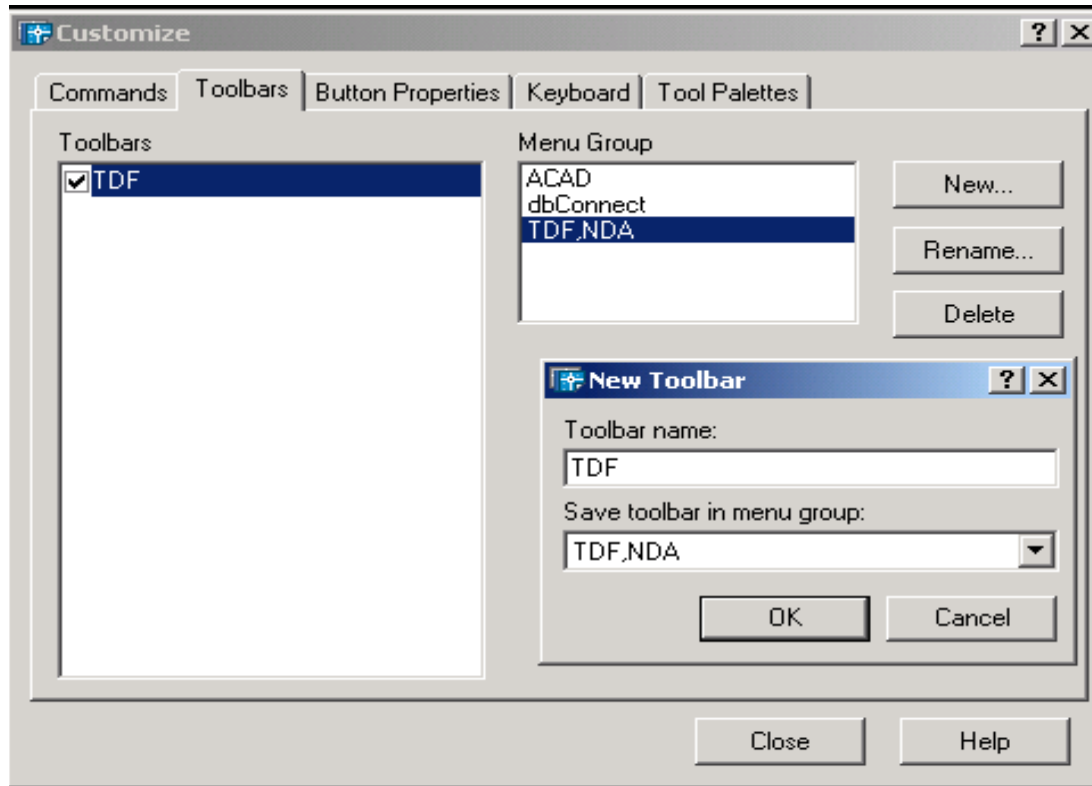 Customize
Commands
Toolbars
Button Properties
Keyboard
Tool Palettes
Toolbars
TDF
Menu Group
ACAD
dbConnect
TDF,NDA
New...
Rename...
Delete
New Toolbar
Toolbar name:
TDF
Save toolbar in menu group:
TDF,NDA
OK
Cancel
Close
Help